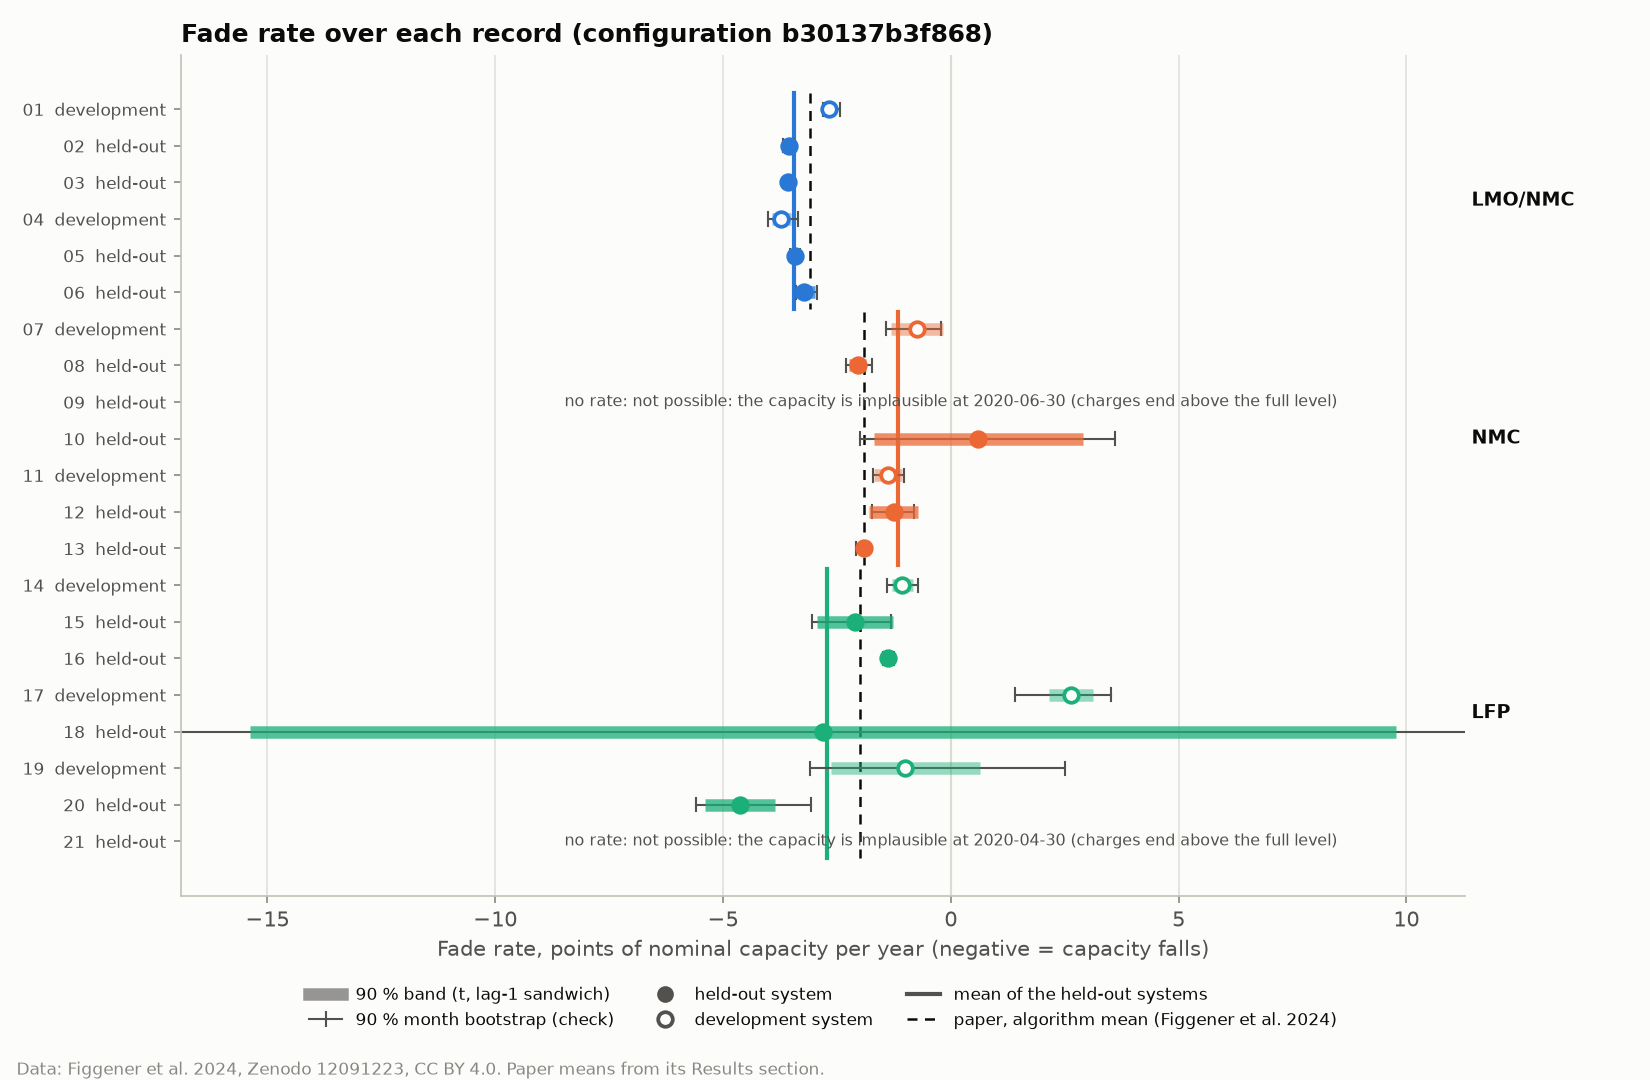 Fade rate over each record (configuration b30137b3f868)
01 development
02 held-out
03 held-out
04 development
05 held-out
06 held-out
07 development
08 held-out
09 held-out
10 held-out
11 development
12 held-out
13 held-out
14 development
15 held-out
16 held-out
17 development
18 held-out
19 development
20 held-out
21 held-out
LMO/NMC
no rate: not possible: the capacity is implausible at 2020-06-30 (charges end above the full level)
NMC
LFP
no rate: not possible: the capacity is implausible at 2020-04-30 (charges end above the full level)
−15 −10 −5 0 5 10
Fade rate, points of nominal capacity per year (negative = capacity falls)
90 % band (t, lag-1 sandwich)
90 % month bootstrap (check)
held-out system
development system
mean of the held-out systems
paper, algorithm mean (Figgener et al. 2024)
Data: Figgener et al. 2024, Zenodo 12091223, CC BY 4.0. Paper means from its Results section.